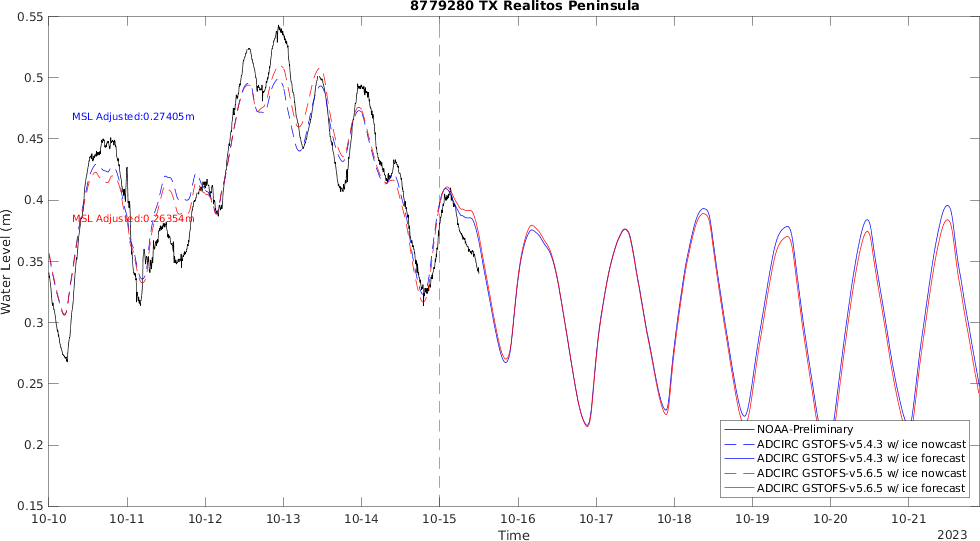 8779280 TX Realitos Peninsula
0.55
0.5
0.45
0.4
0.35
0.3
0.25
0.2
0.15
Water Level (m)
MSL Adjusted:0.27405m
MSL Adjusted:0.26354m
NOAA-Preliminary
ADCIRC GSTOFS-v5.4.3 w/ ice nowcast
ADCIRC GSTOFS-v5.4.3 w/ ice forecast
ADCIRC GSTOFS-v5.6.5 w/ ice nowcast
ADCIRC GSTOFS-v5.6.5 w/ ice forecast
10-10 10-11 10-12 10-13 10-14 10-15 10-16 10-17 10-18 10-19 10-20 10-21
Time
2023